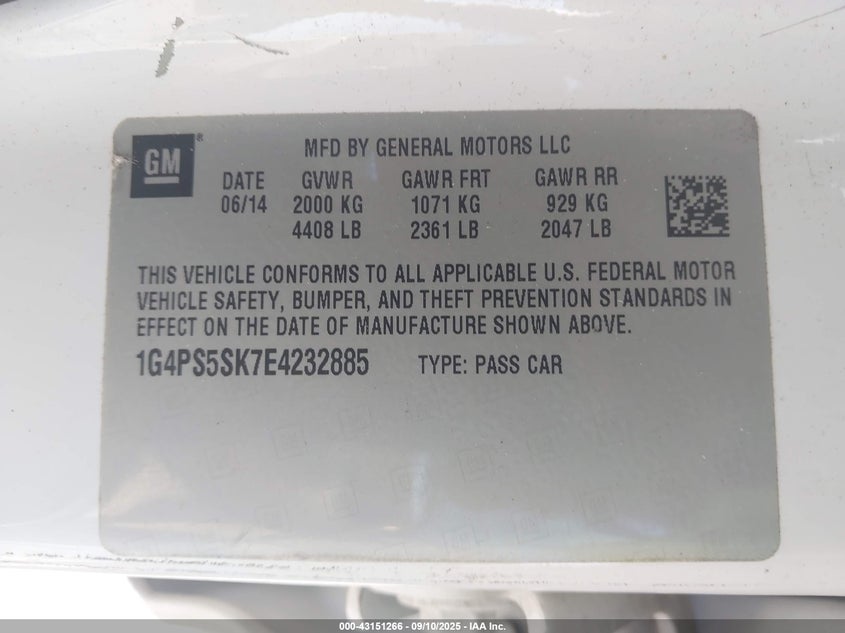 GM
®
MFD BY GENERAL MOTORS LLC
DATE GVWR GAWR FRT GAWR RR
06/14 2000 KG 1071 KG 929 KG
4408 LB 2361 LB 2047 LB
THIS VEHICLE CONFORMS TO ALL APPLICABLE U.S. FEDERAL MOTOR
VEHICLE SAFETY, BUMPER, AND THEFT PREVENTION STANDARDS IN
EFFECT ON THE DATE OF MANUFACTURE SHOWN ABOVE.
1G4PS5SK7E4232885 TYPE: PASS CAR
000-43151266 - 09/10/2025 - IAA Inc.